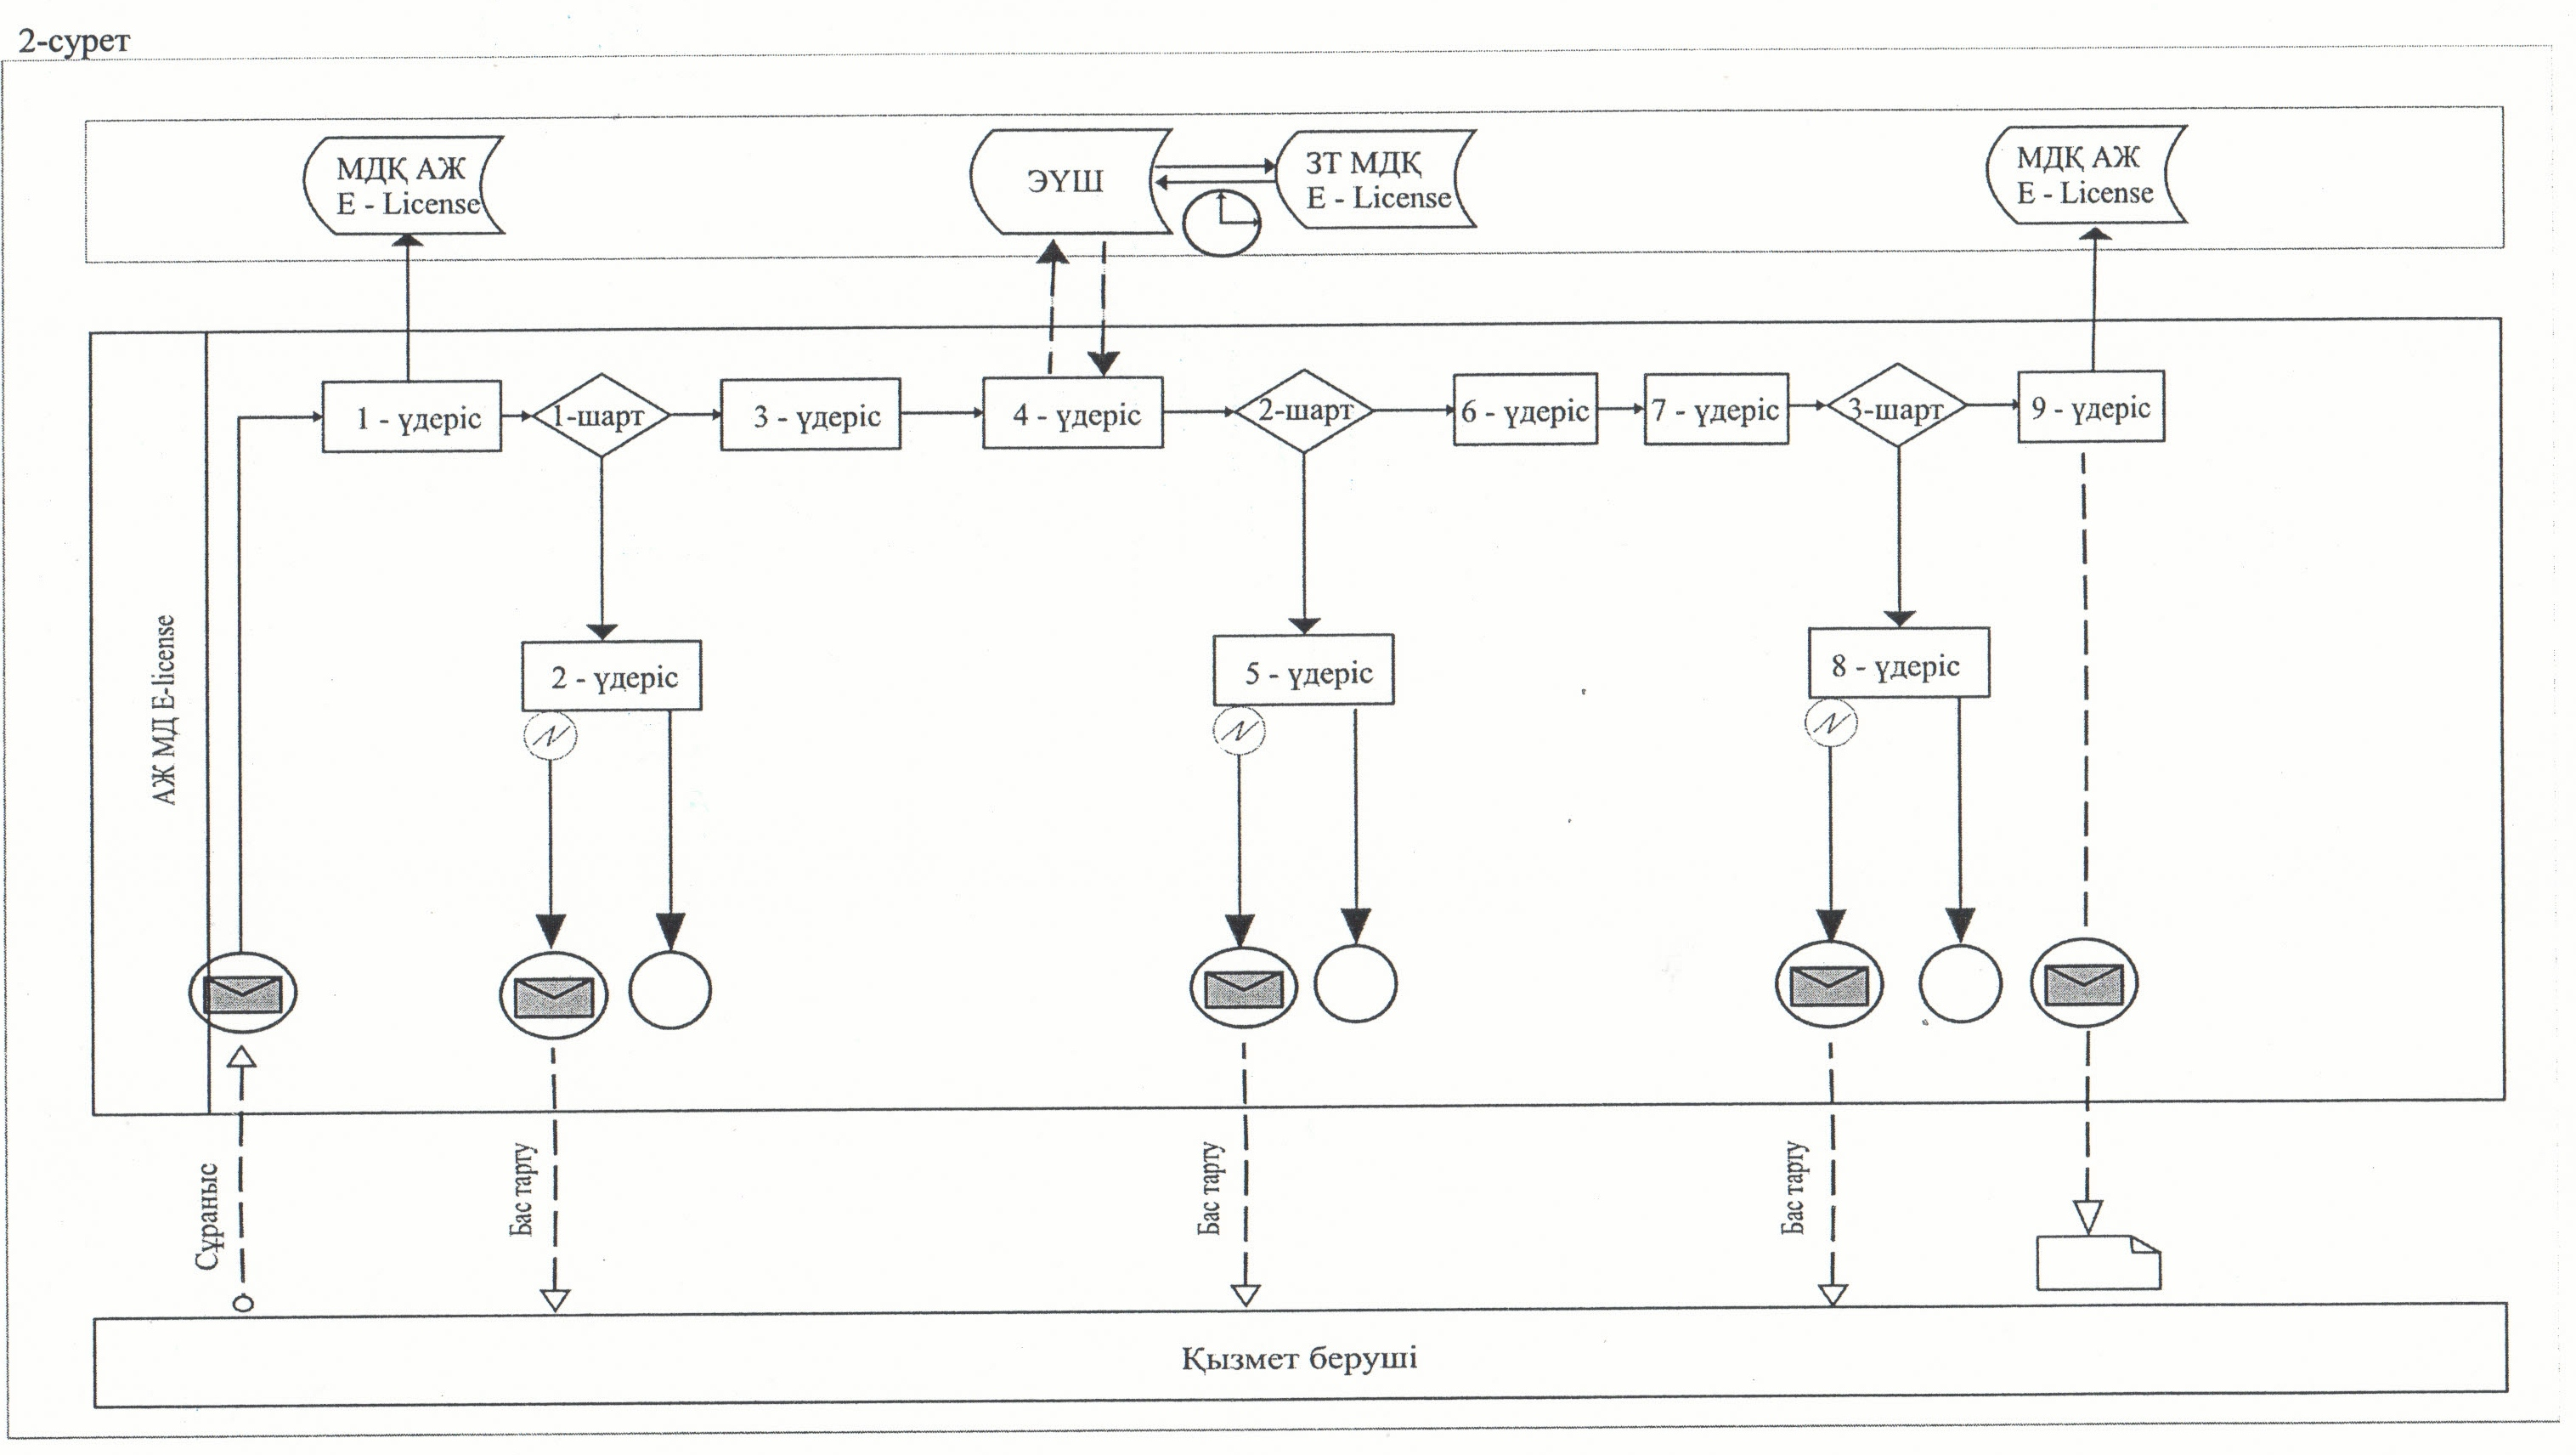 2-сурет
МДҚ АЖ
E - License
ЭҮШ
ЗТ МДҚ
E - License
МДҚ АЖ
E - License
1 - үдеріс
1-шарт
3 - үдеріс
4 - үдеріс
2-шарт
6 - үдеріс
7 - үдеріс
3-шарт
9 - үдеріс
АЖ МД E-license
2 - үдеріс
5 - үдеріс
8 - үдеріс
N
N
N
Сұраныс
Бас тарту
Бас тарту
Бас тарту
Қызмет беруші